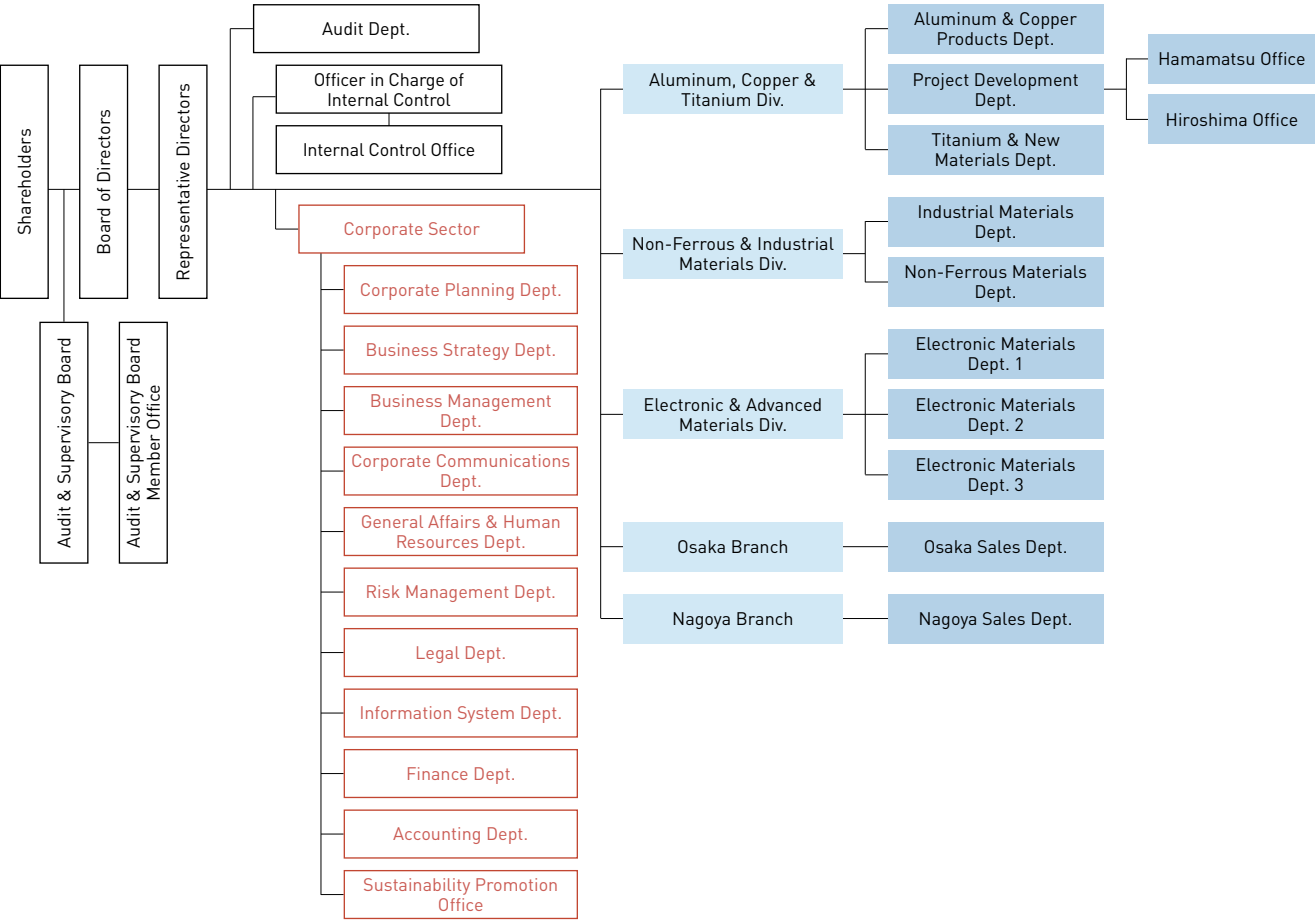 Shareholders
Board of Directors
Representative Directors
Audit & Supervisory Board
Audit & Supervisory Board
Member Office
Audit Dept.
Officer in Charge of
Internal Control
Internal Control Office
Corporate Sector
Corporate Planning Dept.
Business Strategy Dept.
Business Management
Dept.
Corporate Communications
Dept.
General Affairs & Human
Resources Dept.
Risk Management Dept.
Legal Dept.
Information System Dept.
Finance Dept.
Accounting Dept.
Sustainability Promotion
Office
Aluminum, Copper &
Titanium Div.
Aluminum & Copper
Products Dept.
Project Development
Dept.
Hamamatsu Office
Hiroshima Office
Titanium & New
Materials Dept.
Non-Ferrous & Industrial
Materials Div.
Industrial Materials
Dept.
Non-Ferrous Materials
Dept.
Electronic & Advanced
Materials Div.
Electronic Materials
Dept. 1
Electronic Materials
Dept. 2
Electronic Materials
Dept. 3
Osaka Branch
Osaka Sales Dept.
Nagoya Branch
Nagoya Sales Dept.